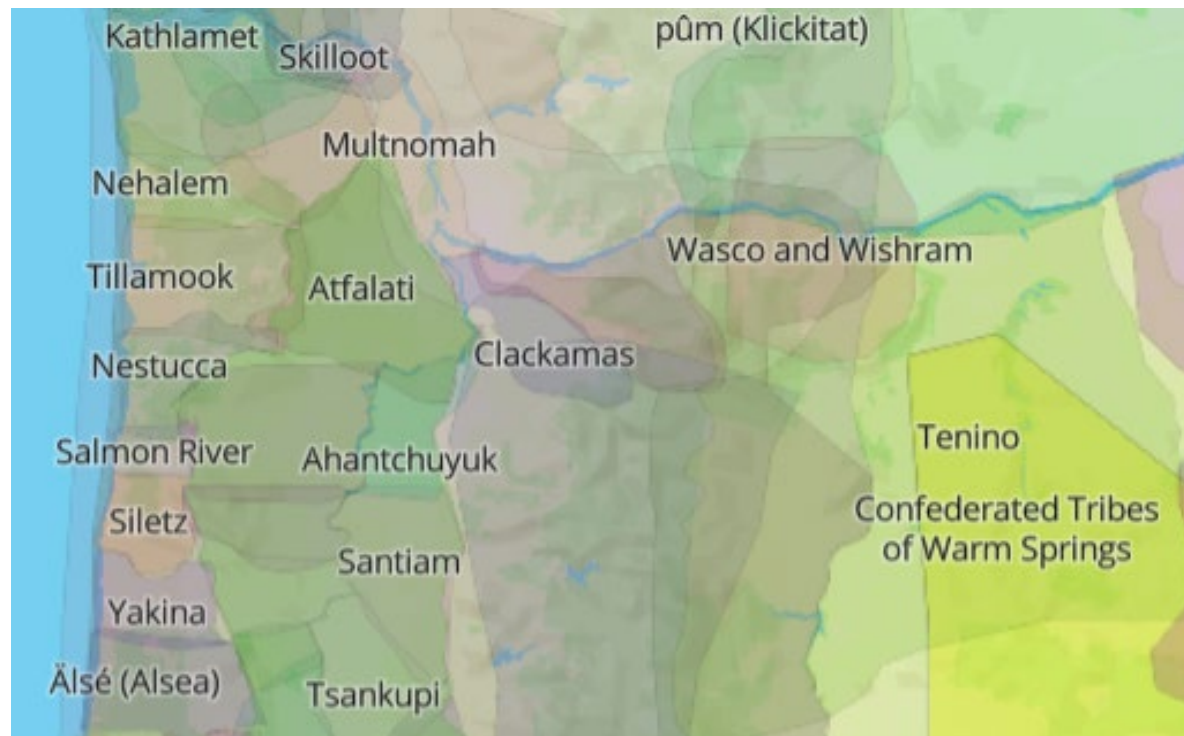 Kathlamet
Skilloot
pûm (Klickitat)
Multnomah
Nehalem
Wasco and Wishram
Tillamook
Atfalati
Clackamas
Nestucca
Tenino
Salmon River
Ahantchuyuk
Siletz
Confederated Tribes
of Warm Springs
Santiam
Yakina
Älsé (Alsea)
Tsankupi